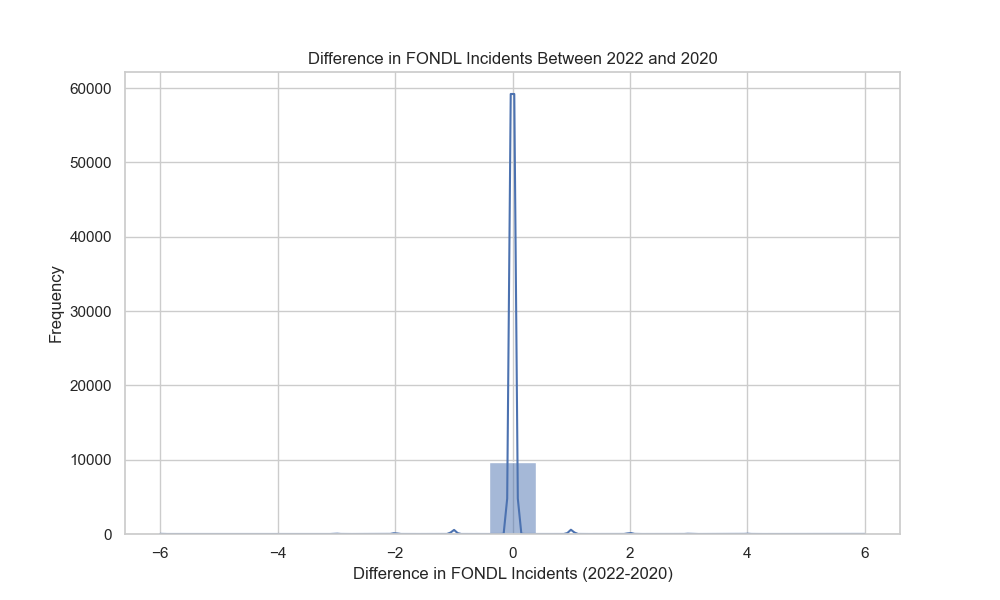 Difference in FONDL Incidents Between 2022 and 2020
60000
50000
40000
30000
20000
10000
0
Frequency
−6 −4 −2 0 2 4 6
Difference in FONDL Incidents (2022-2020)